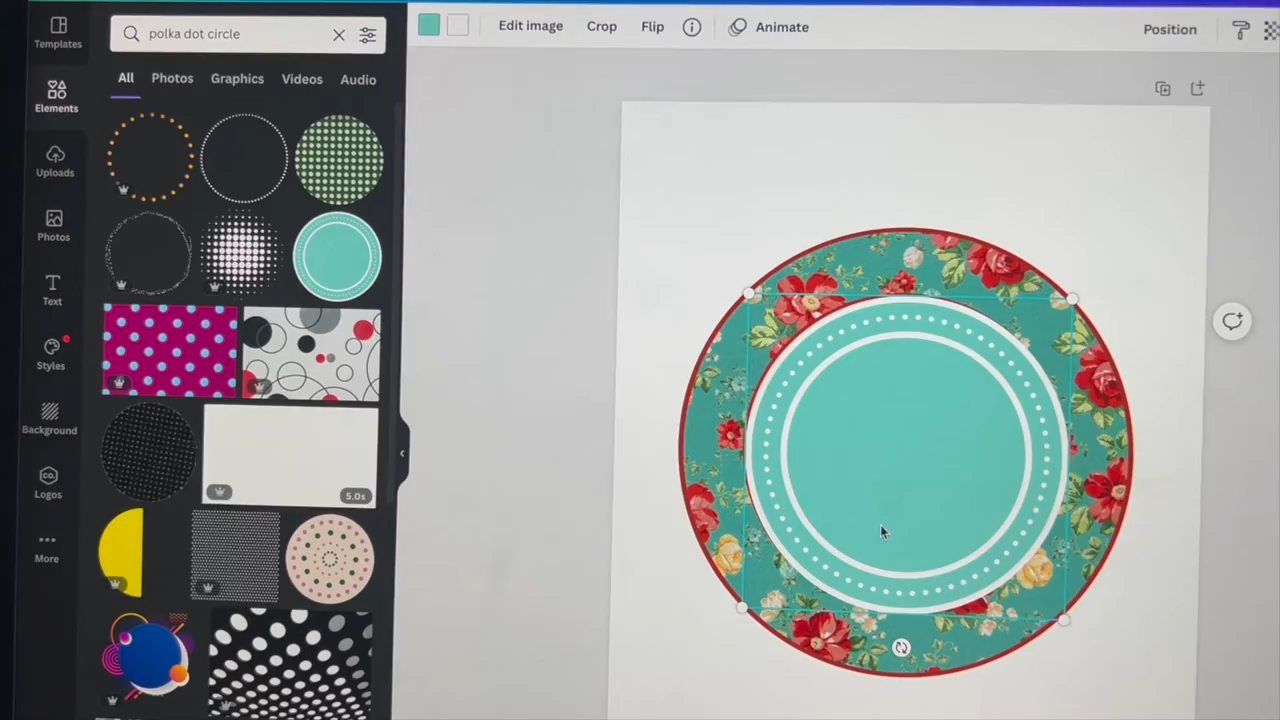 Templates
Elements
Uploads
Photos
Text
Styles
Background
CO.
Logos
More
polka dot circle
All Photos Graphics Videos Audio
5.0s
Edit image Crop Flip Animate
Position